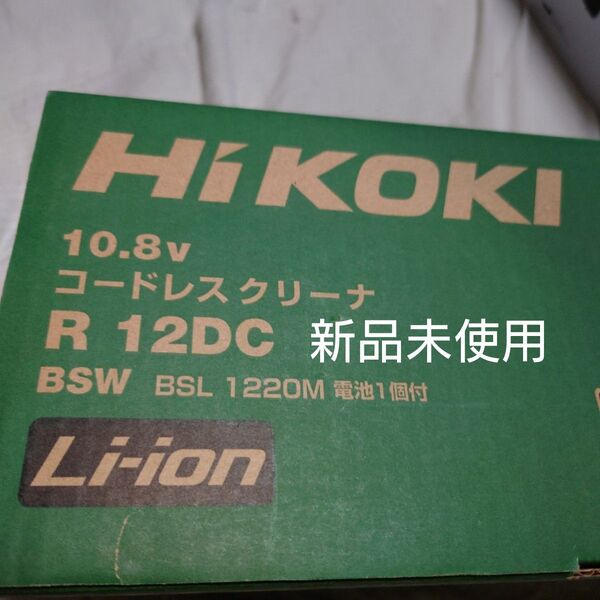 HiKOKI
10.8v
コードレスクリーナ
R 12DC 新品未使用
BSW BSL 1220M 電池1個付
Li-ion